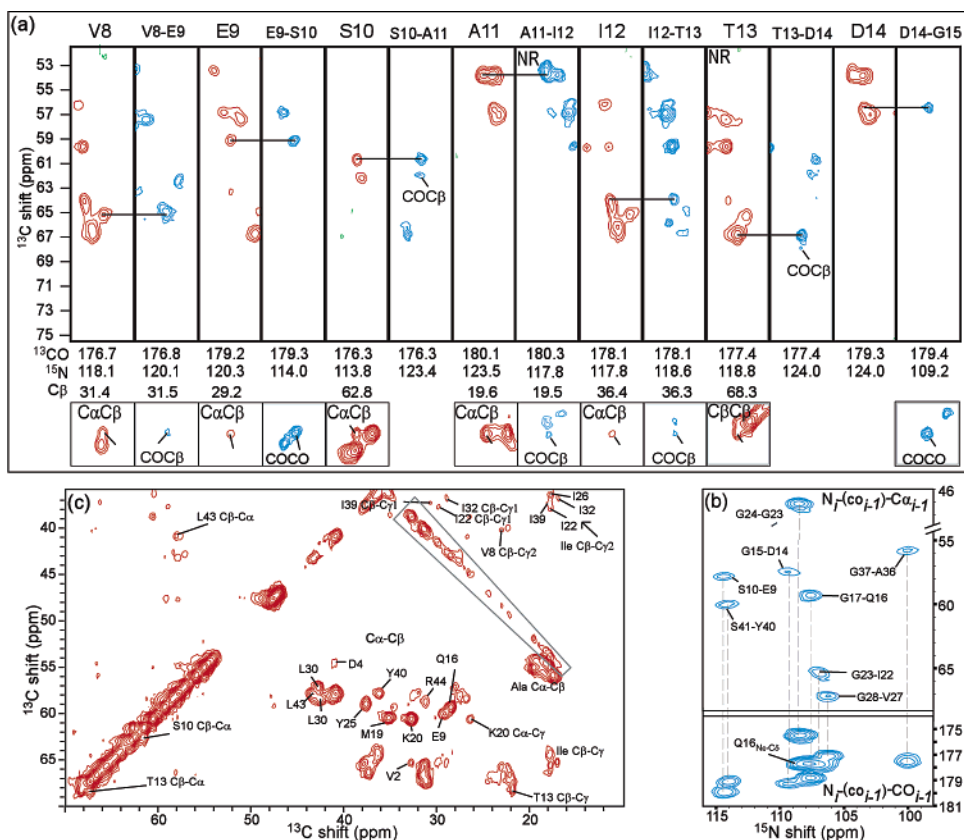 (a)
V8 V8-E9 E9 E9-S10 S10 S10-A11 A11 A11-I12 I12 I12-T13 T13 T13-D14 D14 D14-G15
NR NR
53
55
57
59
61
63
65
67
69
71
73
75
13C shift (ppm)
COCβ
COCβ
13CO 176.7 176.8 179.2 179.3 176.3 176.3 180.1 180.3 178.1 178.1 177.4 177.4 179.3 179.4
15N 118.1 120.1 120.3 114.0 113.8 123.4 123.5 117.8 117.8 118.6 118.8 124.0 124.0 109.2
Cβ 31.4 31.5 29.2 62.8 19.6 19.5 36.4 36.3 68.3
CαCβ CαCβ CαCβ CαCβ CαCβ CβCβ
COCβ COCO COCβ COCβ COCO
(c)
40
45
50
55
60
65
13C shift (ppm)
L43 Cβ-Cα
I39 Cβ-Cγ1
I32 Cβ-Cγ1
I22 Cβ-Cγ1
V8 Cβ-Cγ2
I26
I32
I39 I22
Ile Cβ-Cγ2
Cα-Cβ
D4
L30
L43
L30
Y40
Q16
R44
Ala Cα-Cβ
Y25
M19
K20
E9
K20 Cα-Cγ
S10 Cβ-Cα
V2
Ile Cβ-Cγ
T13 Cβ-Cα
T13 Cβ-Cγ
60 50 40 30 20
13C shift (ppm)
(b) Ni-(coi-1)-Cαi-1
46
55
60
65
175
177
179
181
G24-G23
G15-D14
G37-A36
S10-E9
G17-Q16
S41-Y40
G23-I22
G28-V27
Q16Nε-Cδ
Ni-(coi-1)-COi-1
115 110 105 100
15N shift (ppm)